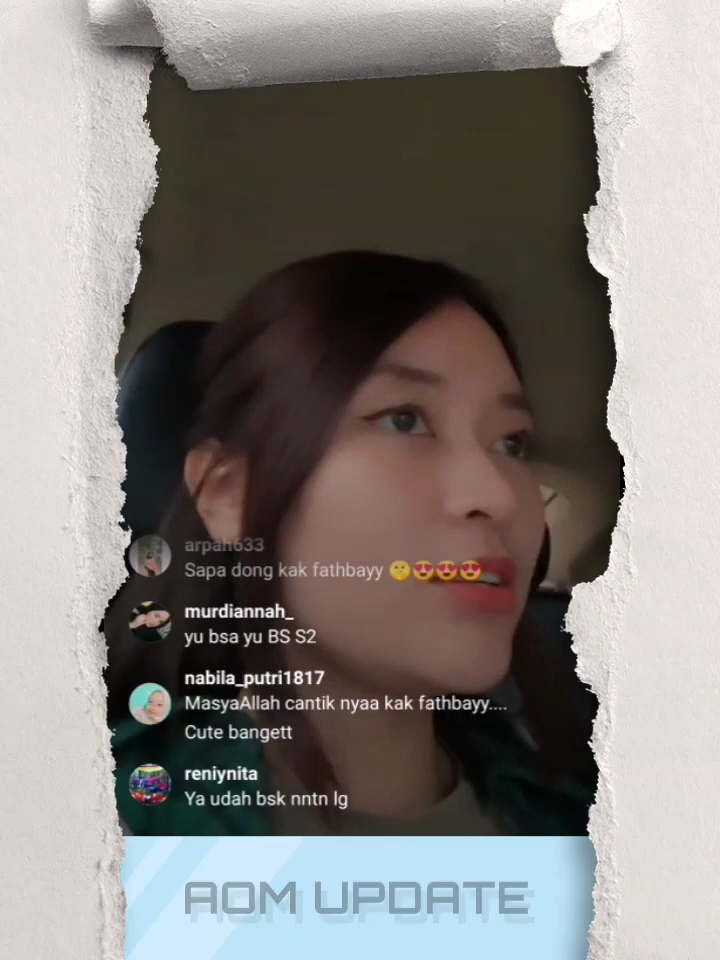 arpah633
Sapa dong kak fathbayy 🤫😍😍😍
murdiannah_
yu bsa yu BS S2
nabila_putri1817
MasyaAllah cantik nyaa kak fathbayy....
Cute bangett
reniynita
Ya udah bsk nntn lg
AOM UPDATE